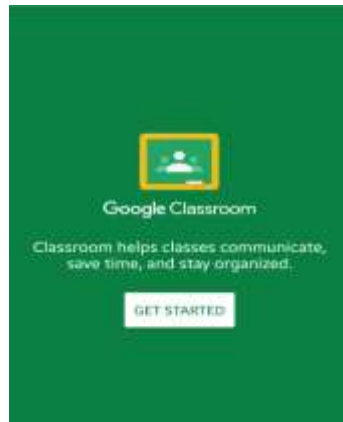 Google Classroom
Classroom helps classes communicate,
save time, and stay organized.
GET STARTED